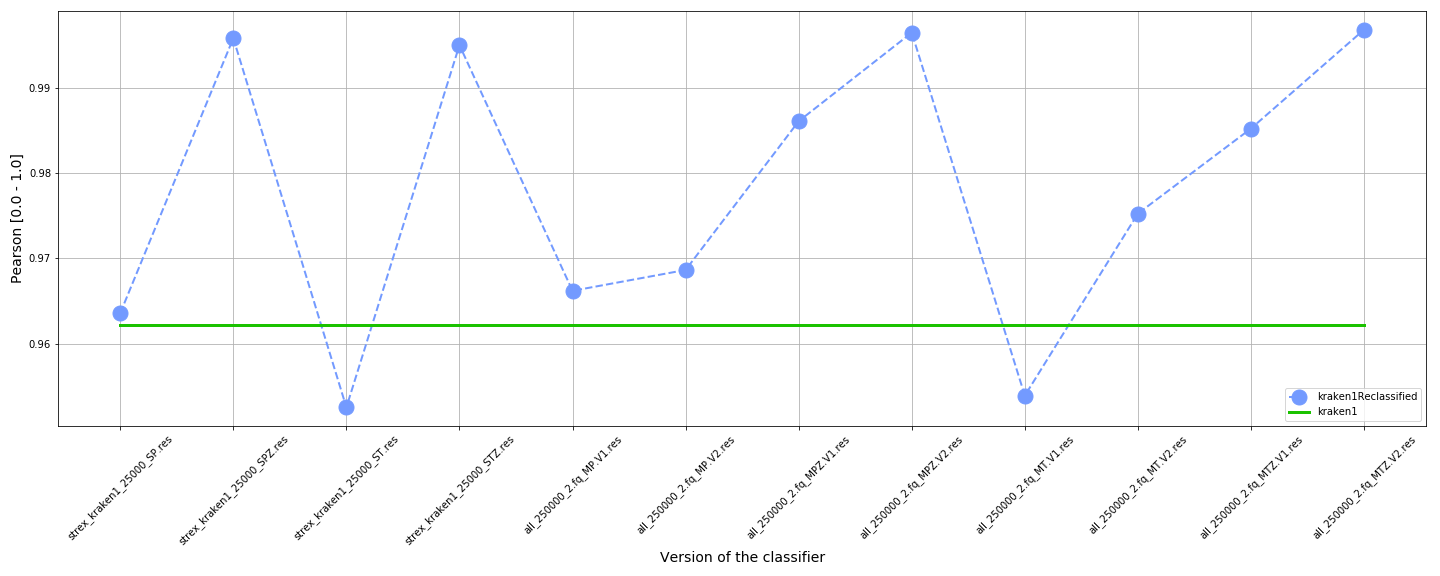 0.99
0.98
0.97
0.96
Pearson [0.0 - 1.0]
kraken1Reclassified
kraken1
strex_kraken1_25000_SP.res
strex_kraken1_25000_SPZ.res
strex_kraken1_25000_ST.res
strex_kraken1_25000_STZ.res
all_250000_2.fq_MP.V1.res
all_250000_2.fq_MP.V2.res
all_250000_2.fq_MPZ.V1.res
all_250000_2.fq_MPZ.V2.res
all_250000_2.fq_MT.V1.res
all_250000_2.fq_MT.V2.res
all_250000_2.fq_MTZ.V1.res
all_250000_2.fq_MTZ.V2.res
Version of the classifier